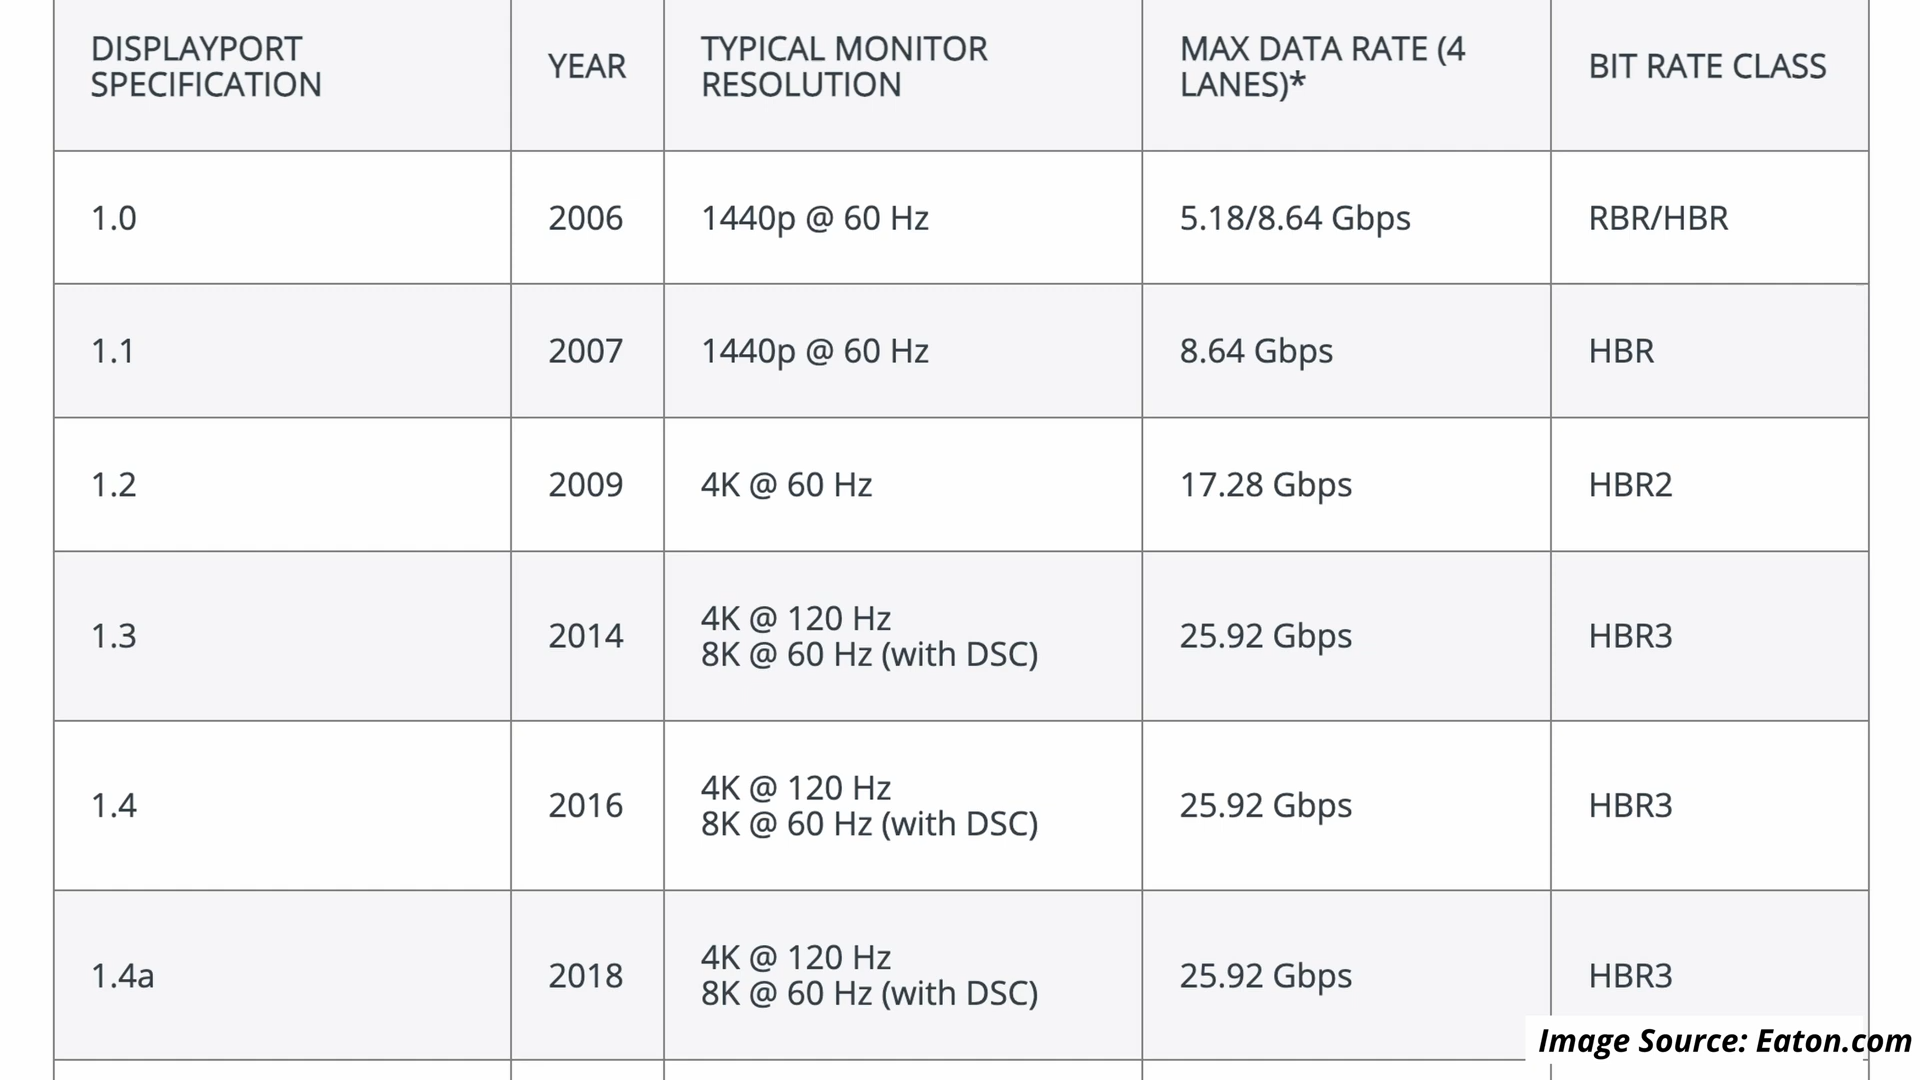 DISPLAYPORT
SPECIFICATION
YEAR
TYPICAL MONITOR
RESOLUTION
MAX DATA RATE (4
LANES)*
BIT RATE CLASS
1.0
2006
1440p @ 60 Hz
5.18/8.64 Gbps
RBR/HBR
1.1
2007
1440p @ 60 Hz
8.64 Gbps
HBR
1.2
2009
4K @ 60 Hz
17.28 Gbps
HBR2
1.3
2014
4K @ 120 Hz
8K @ 60 Hz (with DSC)
25.92 Gbps
HBR3
1.4
2016
4K @ 120 Hz
8K @ 60 Hz (with DSC)
25.92 Gbps
HBR3
1.4a
2018
4K @ 120 Hz
8K @ 60 Hz (with DSC)
25.92 Gbps
HBR3
Image Source: Eaton.com